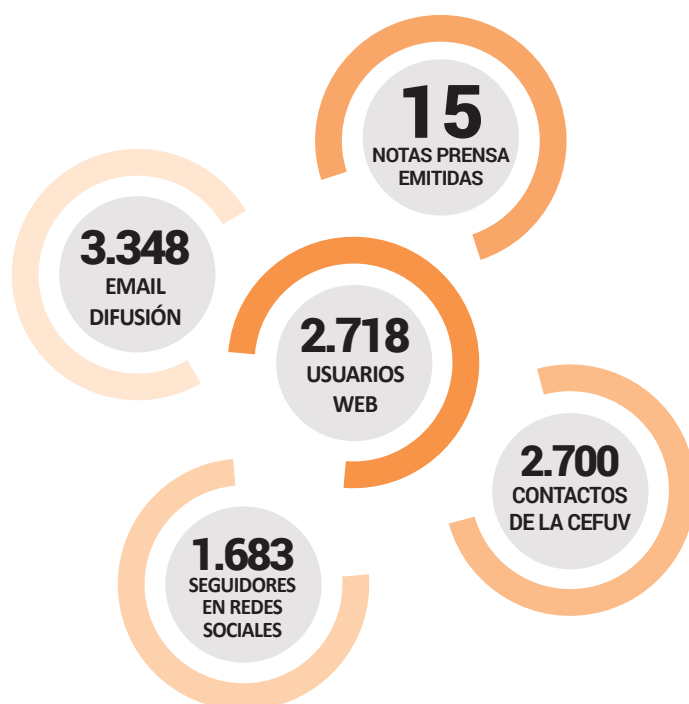 15
NOTAS PRENSA
EMITIDAS
3.348
EMAIL
DIFUSIÓN
2.718
USUARIOS
WEB
2.700
CONTACTOS
DE LA CEFUV
1.683
SEGUIDORES
EN REDES
SOCIALES